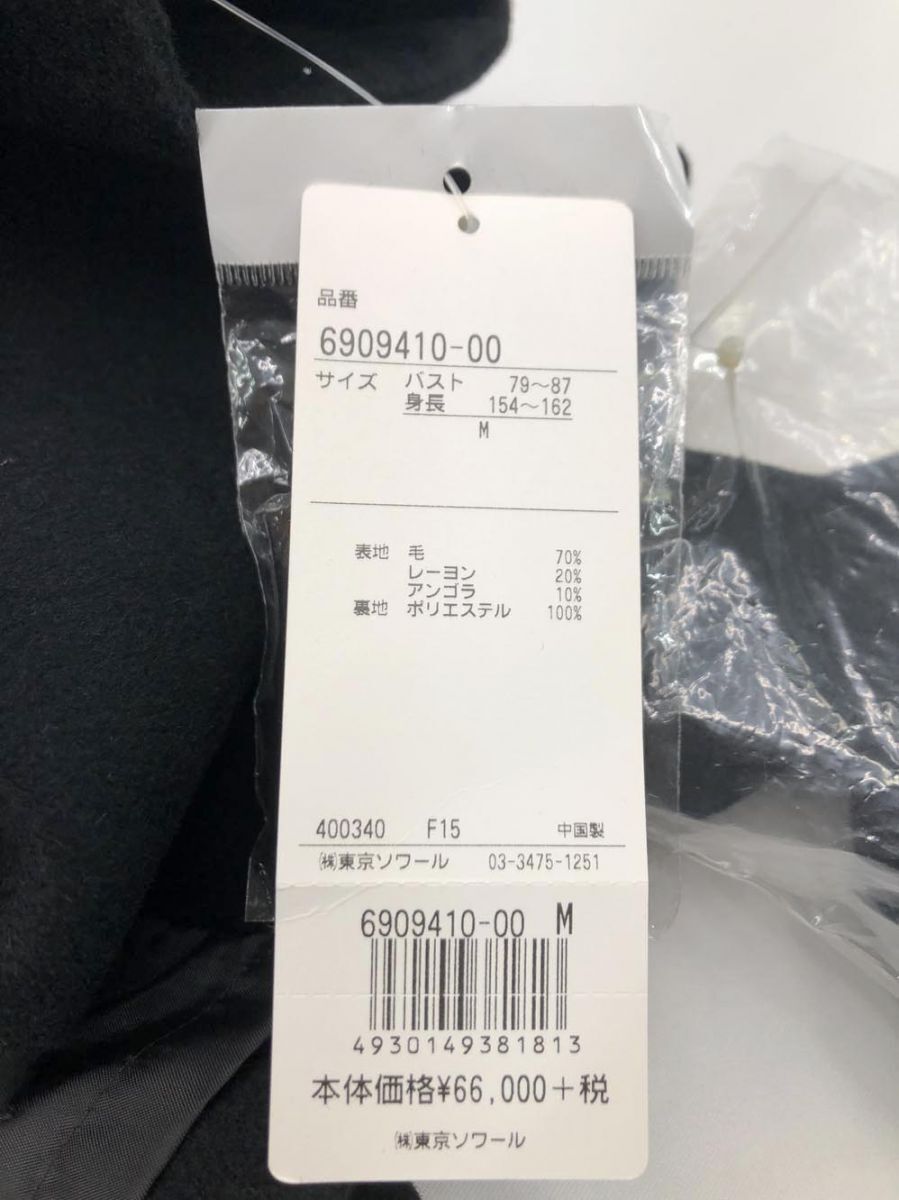 品番
6909410-00
サイズ バスト 79~87
身長 154~162
M
表地 毛 70%
レーヨン 20%
アンゴラ 10%
裏地 ポリエステル 100%
400340 F15 中国製
㈱東京ソワール 03-3475-1251
6909410-00 M
4930149381813
本体価格¥66,000+税
㈱東京ソワール